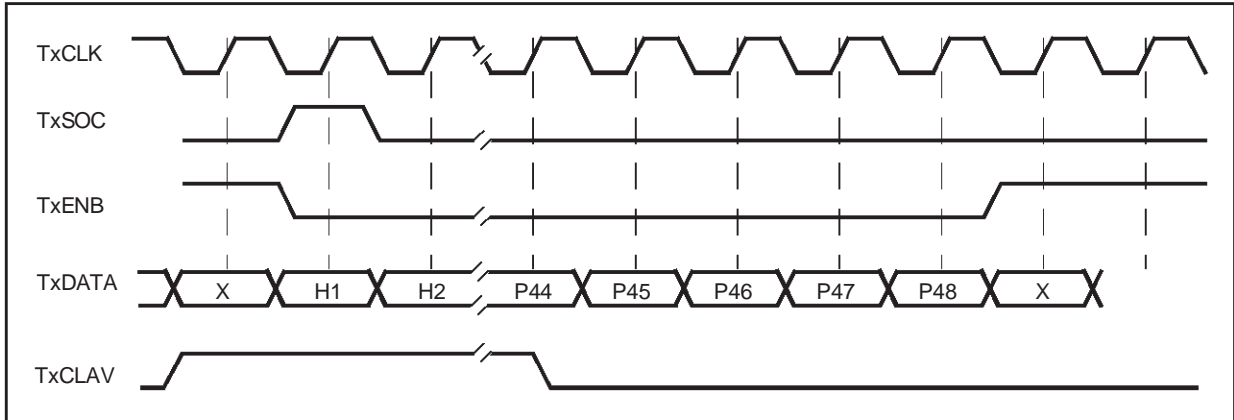 TxCLK
TxSOC
TxENB
TxDATA X H1 H2 P44 P45 P46 P47 P48 X
TxCLAV